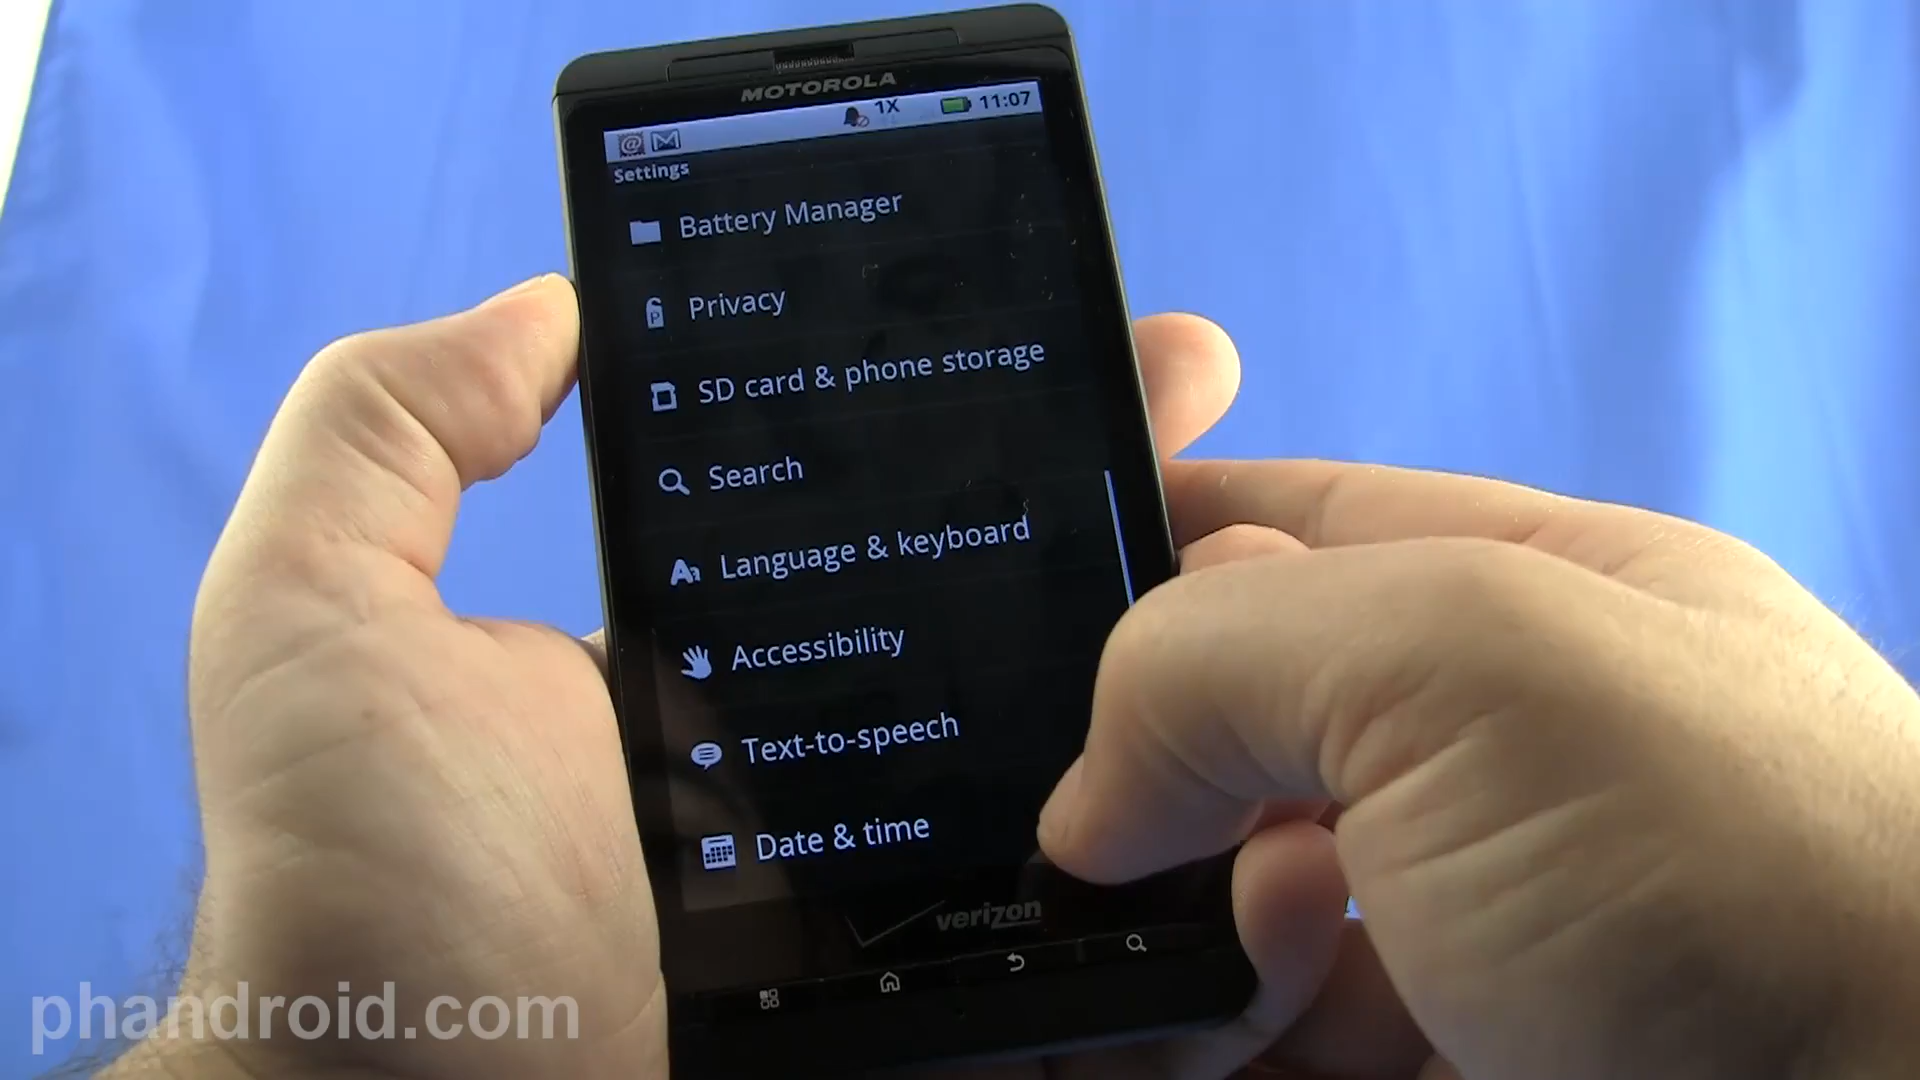 MOTOROLA
1X 11:07
Settings
Battery Manager
Privacy
SD card & phone storage
Search
Language & keyboard
Accessibility
Text-to-speech
Date & time
verizon
phandroid.com